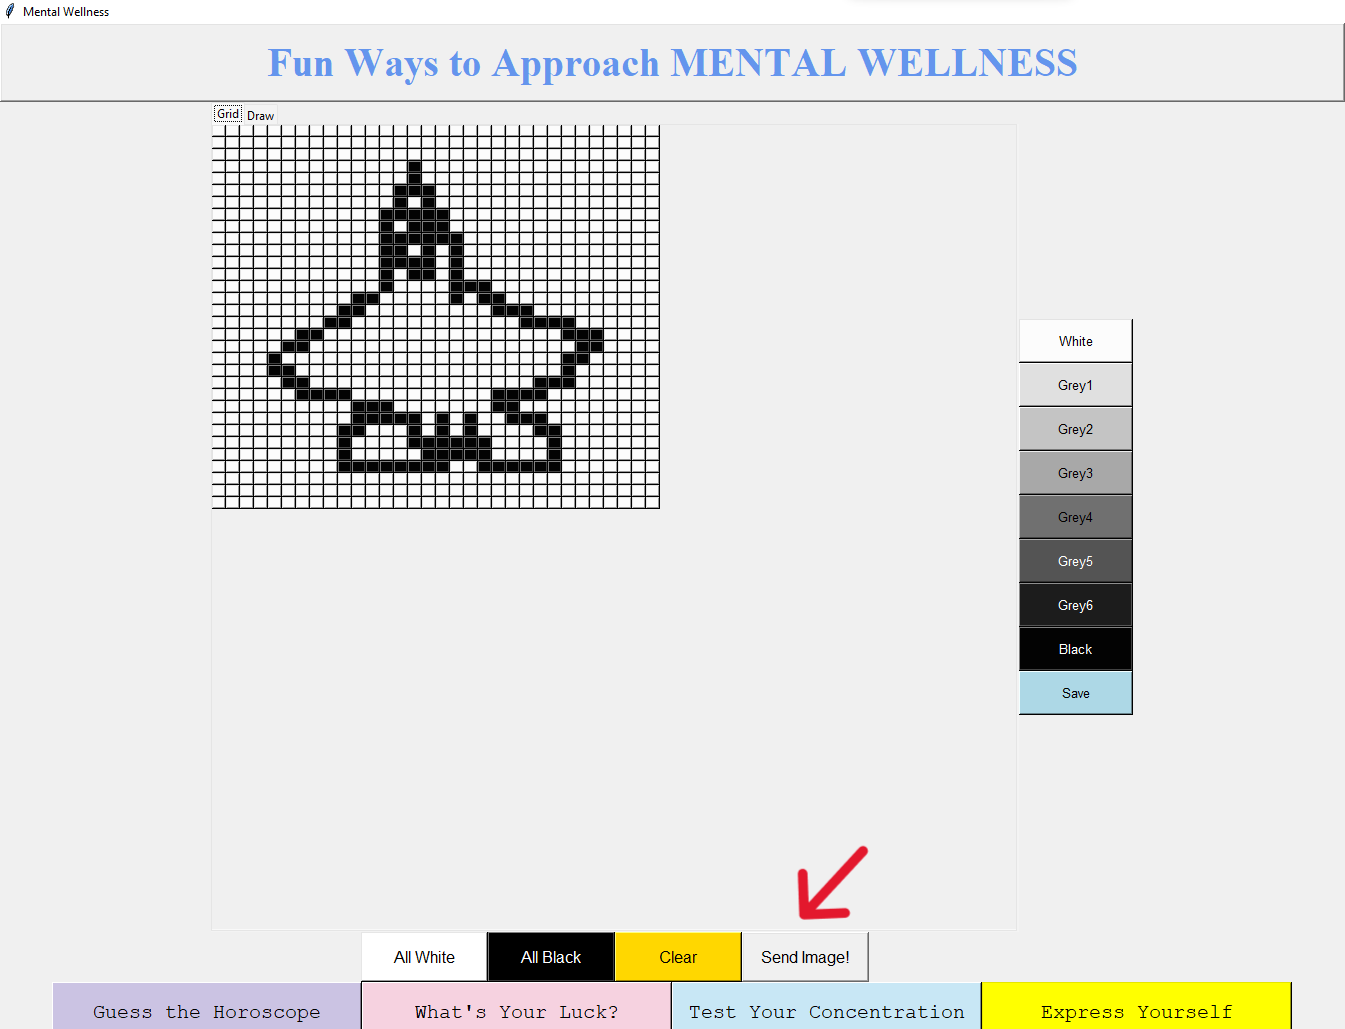 Mental Wellness
Fun Ways to Approach MENTAL WELLNESS
Grid Draw
White
Grey1
Grey2
Grey3
Grey4
Grey5
Grey6
Black
Save
All White All Black Clear Send Image!
Guess the Horoscope What's Your Luck? Test Your Concentration Express Yourself